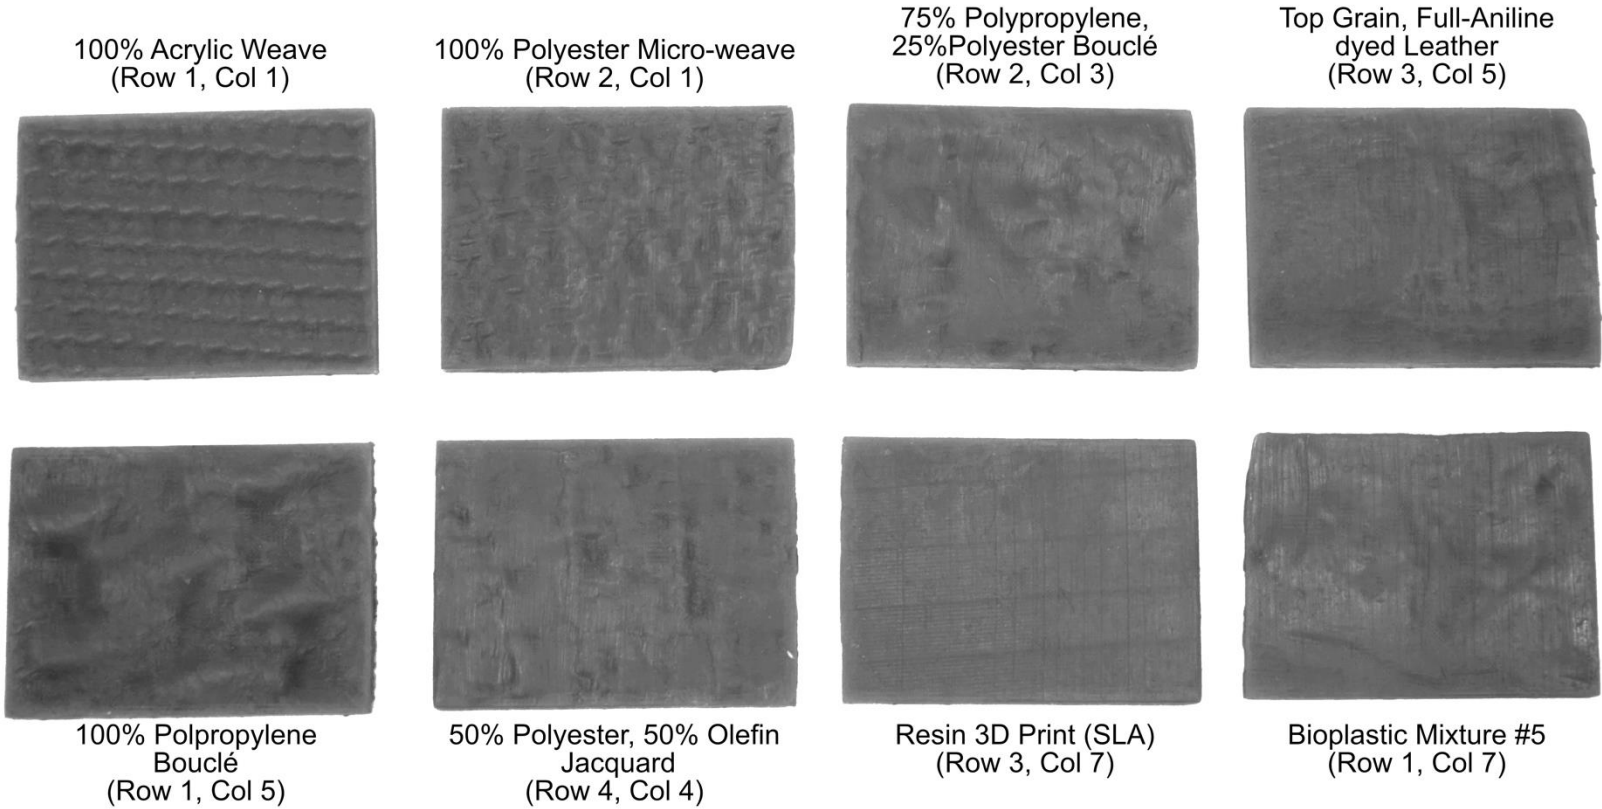 100% Acrylic Weave
(Row 1, Col 1)
100% Polyester Micro-weave
(Row 2, Col 1)
75% Polypropylene,
25%Polyester Bouclé
(Row 2, Col 3)
Top Grain, Full-Aniline
dyed Leather
(Row 3, Col 5)
100% Polpropylene
Bouclé
(Row 1, Col 5)
50% Polyester, 50% Olefin
Jacquard
(Row 4, Col 4)
Resin 3D Print (SLA)
(Row 3, Col 7)
Bioplastic Mixture #5
(Row 1, Col 7)